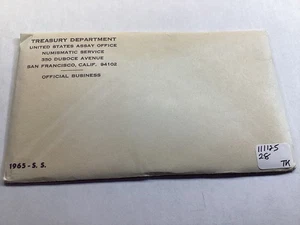 TREASURY DEPARTMENT
UNITED STATES ASSAY OFFICE
NUMISMATIC SERVICE
350 DUBOCE AVENUE
SAN FRANCISCO, CALIF. 94102
OFFICIAL BUSINESS
1965 - S. S.
111125
28
TK